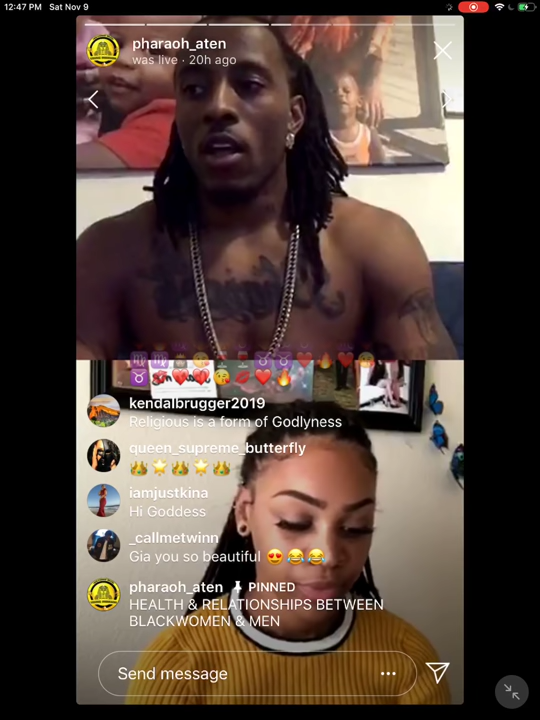 12:47 PM Sat Nov 9
pharaoh_aten
was live · 20h ago
kendalbrugger2019
Religious is a form of Godlyness
queen_supreme_butterfly
👑⭐👑⭐👑
iamjustkina
Hi Goddess
_callmetwinn
Gia you so beautiful 😍😂😂
pharaoh_aten PINNED
HEALTH & RELATIONSHIPS BETWEEN
BLACKWOMEN & MEN
Send message